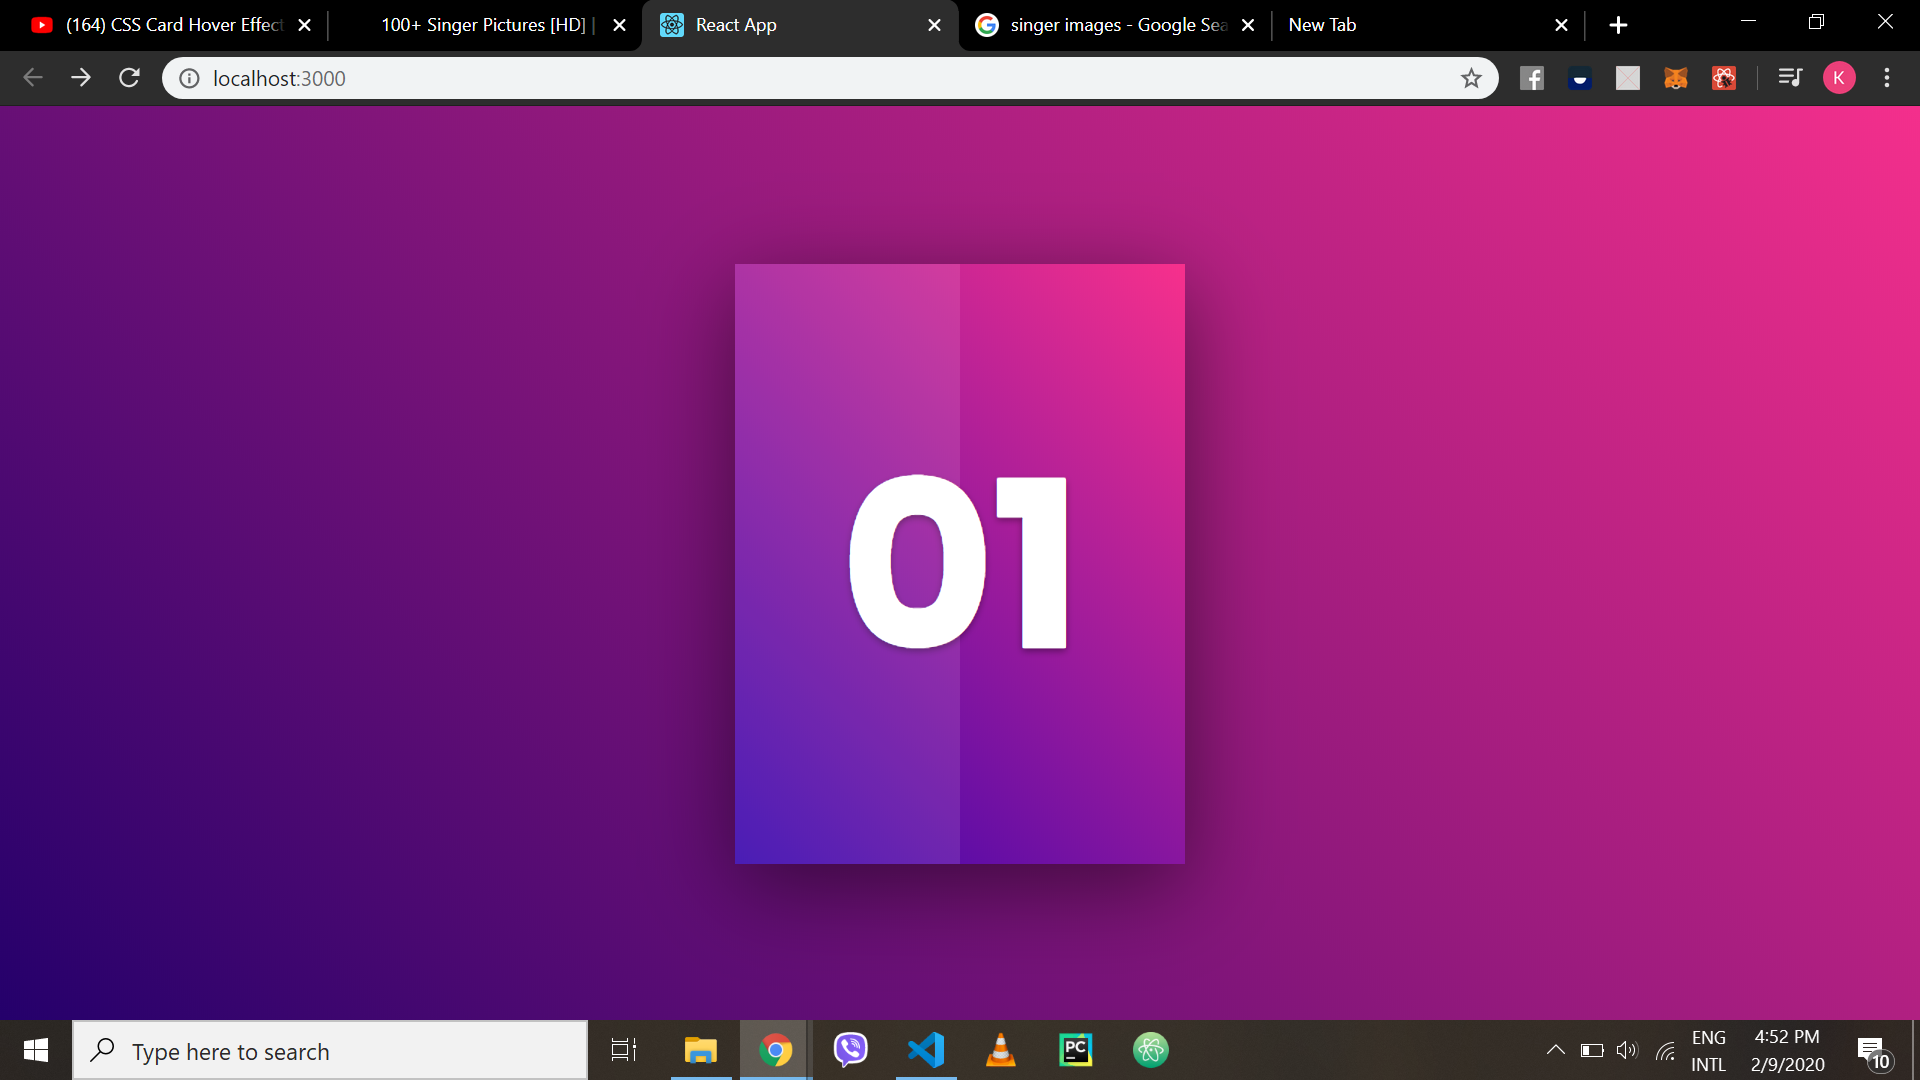 (164) CSS Card Hover Effect
100+ Singer Pictures [HD] |
React App
singer images - Google Sea
New Tab
localhost:3000
K
01
Type here to search
PC
ENG
INTL
4:52 PM
2/9/2020
10